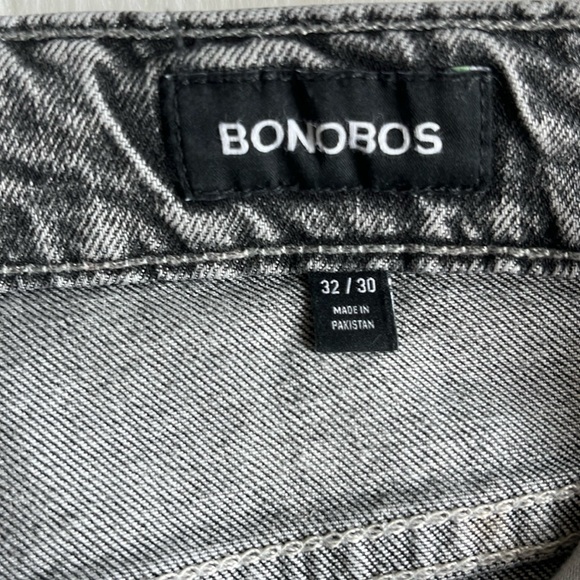 BONOBOS
32 / 30
MADE IN
PAKISTAN